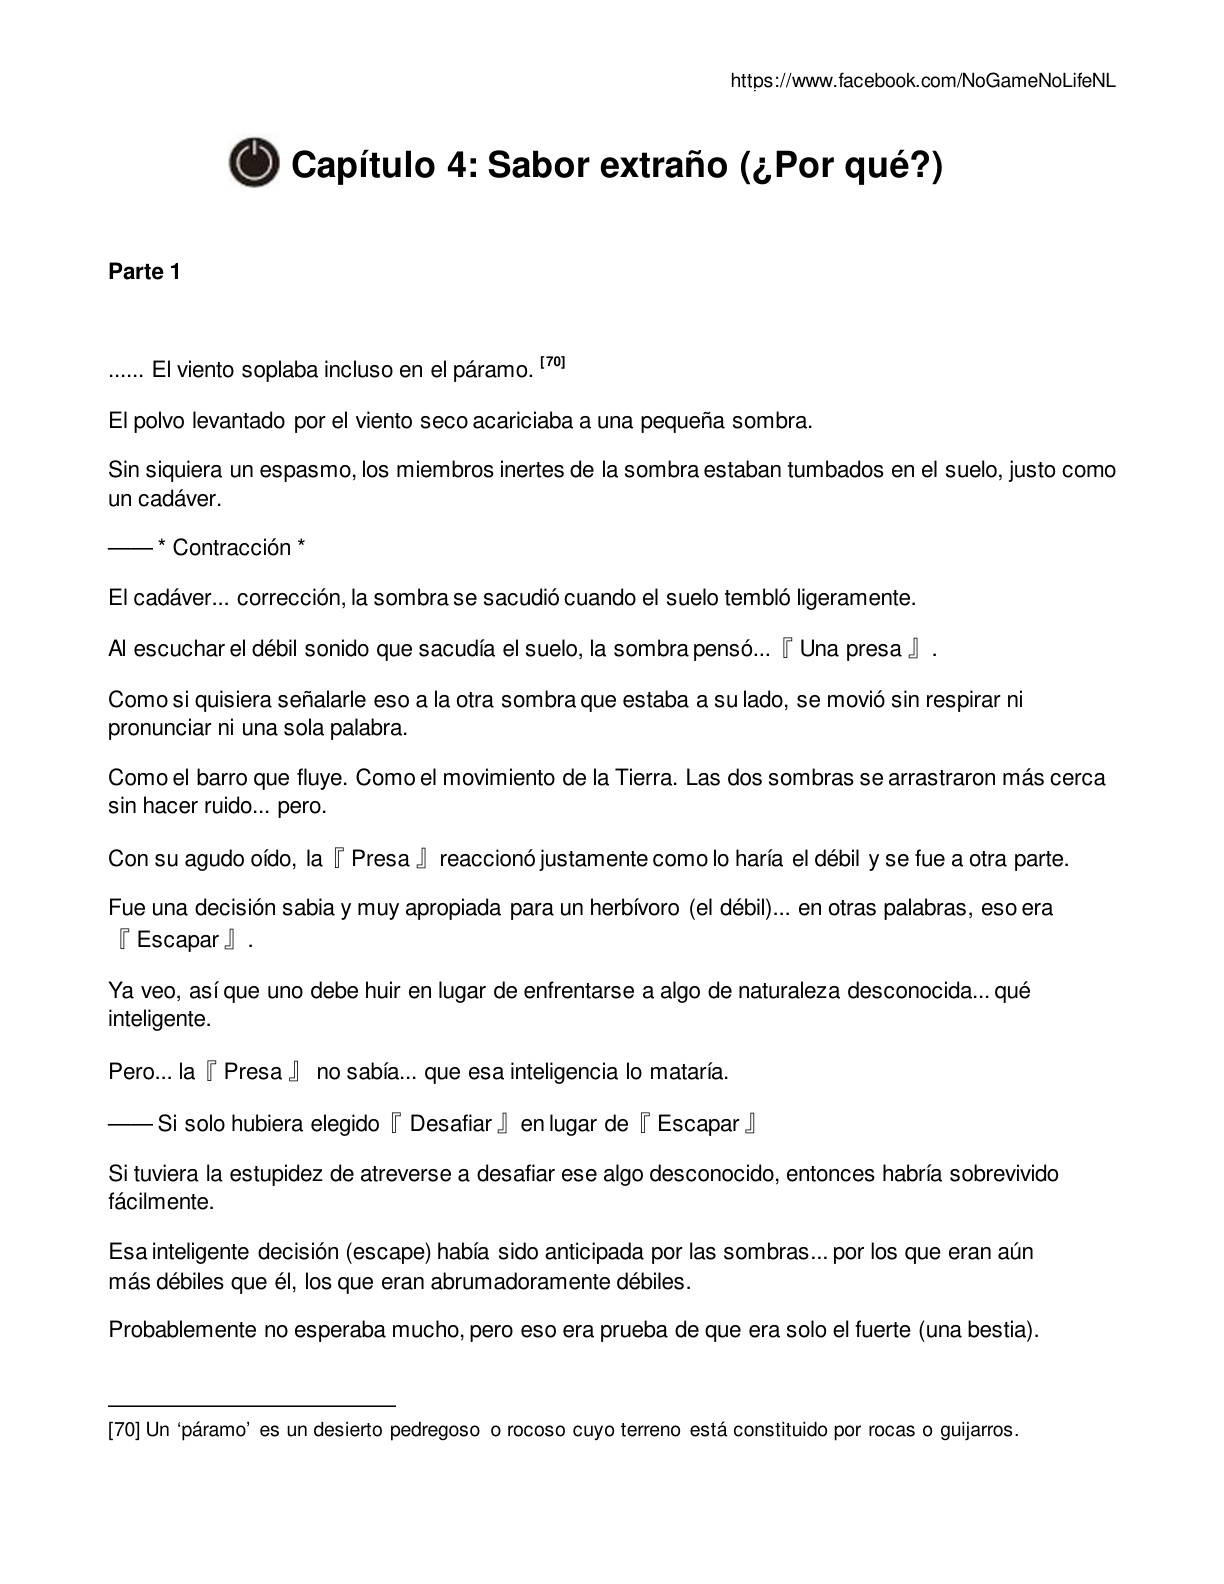 https://www.facebook.com/NoGameNoLifeNL
Capítulo 4: Sabor extraño (¿Por qué?)
Parte 1
...... El viento soplaba incluso en el páramo. [70]
El polvo levantado por el viento seco acariciaba a una pequeña sombra.
Sin siquiera un espasmo, los miembros inertes de la sombra estaban tumbados en el suelo, justo como
un cadáver.
—— * Contracción *
El cadáver... corrección, la sombra se sacudió cuando el suelo tembló ligeramente.
Al escuchar el débil sonido que sacudía el suelo, la sombra pensó...『 Una presa 』.
Como si quisiera señalarle eso a la otra sombra que estaba a su lado, se movió sin respirar ni
pronunciar ni una sola palabra.
Como el barro que fluye. Como el movimiento de la Tierra. Las dos sombras se arrastraron más cerca
sin hacer ruido... pero.
Con su agudo oído, la『 Presa 』reaccionó justamente como lo haría el débil y se fue a otra parte.
Fue una decisión sabia y muy apropiada para un herbívoro (el débil)... en otras palabras, eso era
『 Escapar 』.
Ya veo, así que uno debe huir en lugar de enfrentarse a algo de naturaleza desconocida... qué
inteligente.
Pero... la『 Presa 』 no sabía... que esa inteligencia lo mataría.
—— Si solo hubiera elegido『 Desafiar 』en lugar de『 Escapar 』
Si tuviera la estupidez de atreverse a desafiar ese algo desconocido, entonces habría sobrevivido
fácilmente.
Esa inteligente decisión (escape) había sido anticipada por las sombras... por los que eran aún
más débiles que él, los que eran abrumadoramente débiles.
Probablemente no esperaba mucho, pero eso era prueba de que era solo el fuerte (una bestia).
[70] Un ‘páramo’ es un desierto pedregoso o rocoso cuyo terreno está constituido por rocas o guijarros.